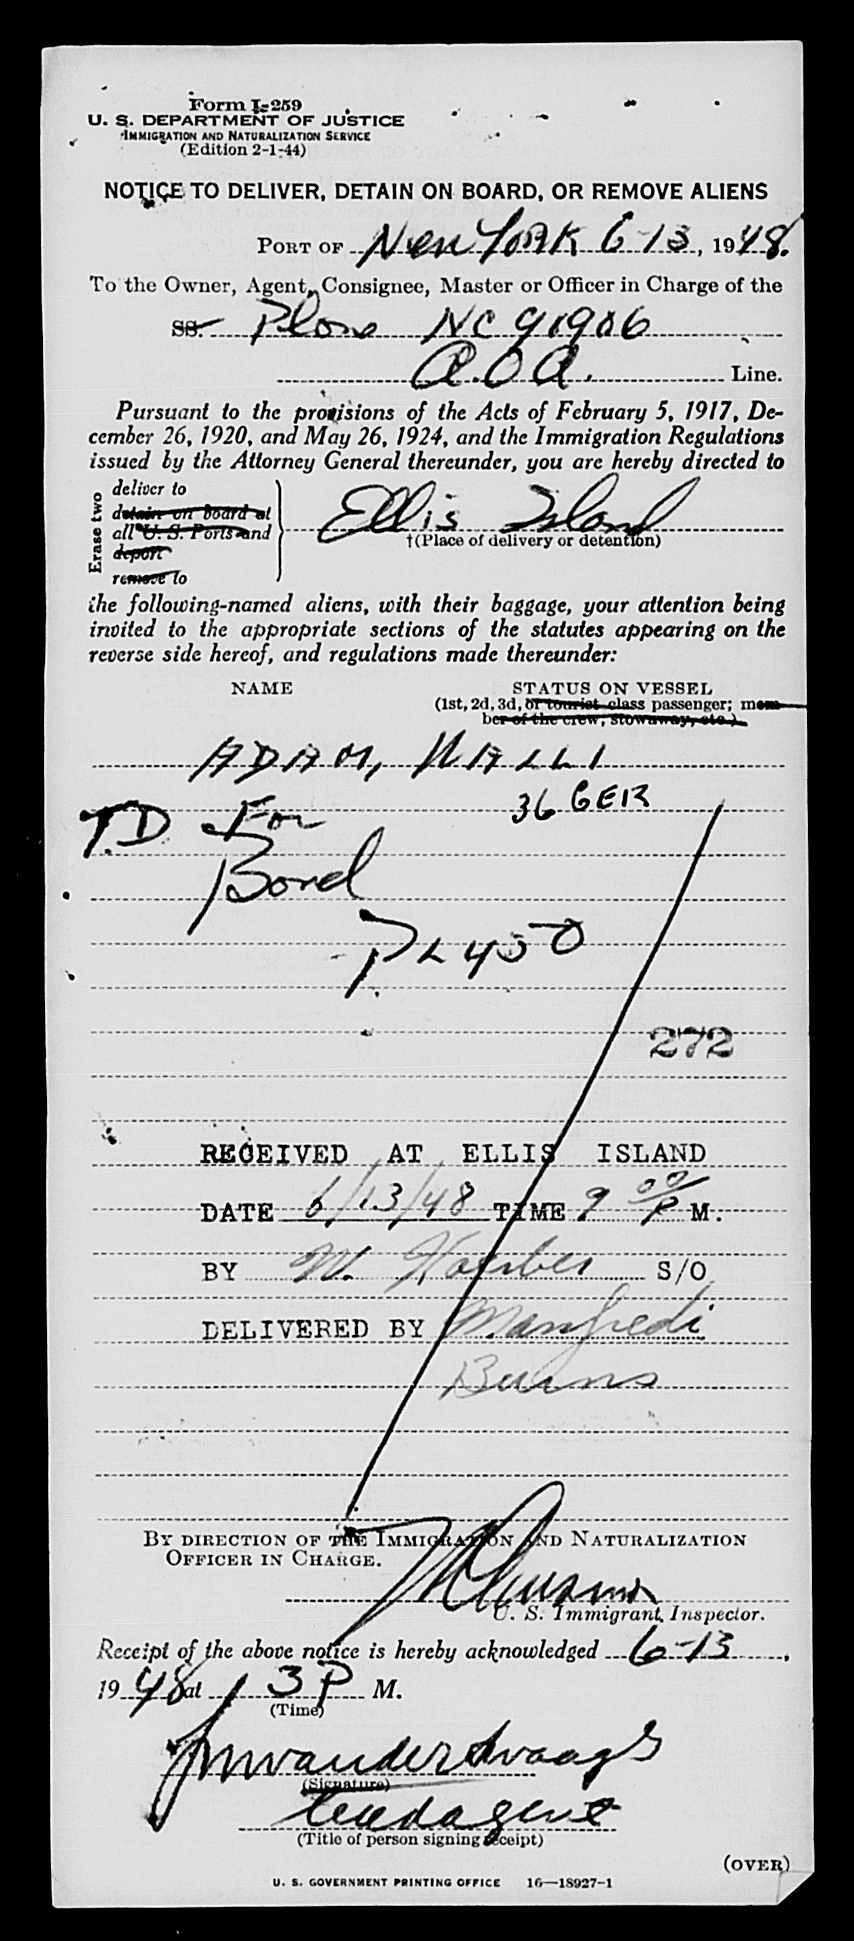 Form I-259
U. S. DEPARTMENT OF JUSTICE
IMMIGRATION AND NATURALIZATION SERVICE
(Edition 2-1-44)
NOTICE TO DELIVER, DETAIN ON BOARD, OR REMOVE ALIENS
PORT OF New York 6-13, 1948.
To the Owner, Agent, Consignee, Master or Officer in Charge of the
SS. Plane NC 91906
A.O.A. Line.
Pursuant to the provisions of the Acts of February 5, 1917, De-
cember 26, 1920, and May 26, 1924, and the Immigration Regulations
issued by the Attorney General thereunder, you are hereby directed to
Erase two
deliver to
detain on board at
all U. S. Ports and
deport
remove to
Ellis Island
†(Place of delivery or detention)
the following-named aliens, with their baggage, your attention being
invited to the appropriate sections of the statutes appearing on the
reverse side hereof, and regulations made thereunder:
NAME STATUS ON VESSEL
(1st, 2d, 3d, or tourist class passenger; mem-
ber of the crew, stowaway, etc.)
ADAM, WALLI
36 GER
T.D For
Bond
PL 450
272
RECEIVED AT ELLIS ISLAND
DATE 6/13/48 TIME 9 00 P M.
BY W. S/O
DELIVERED BY Manfredi
Burns
BY DIRECTION OF THE IMMIGRATION AND NATURALIZATION
OFFICER IN CHARGE.
U. S. Immigrant Inspector.
Receipt of the above notice is hereby acknowledged 6-13,
1948 at 3 P M.
(Time)
(Signature)
Leadagent
(Title of person signing receipt)
(OVER)
U. S. GOVERNMENT PRINTING OFFICE 16—18927-1